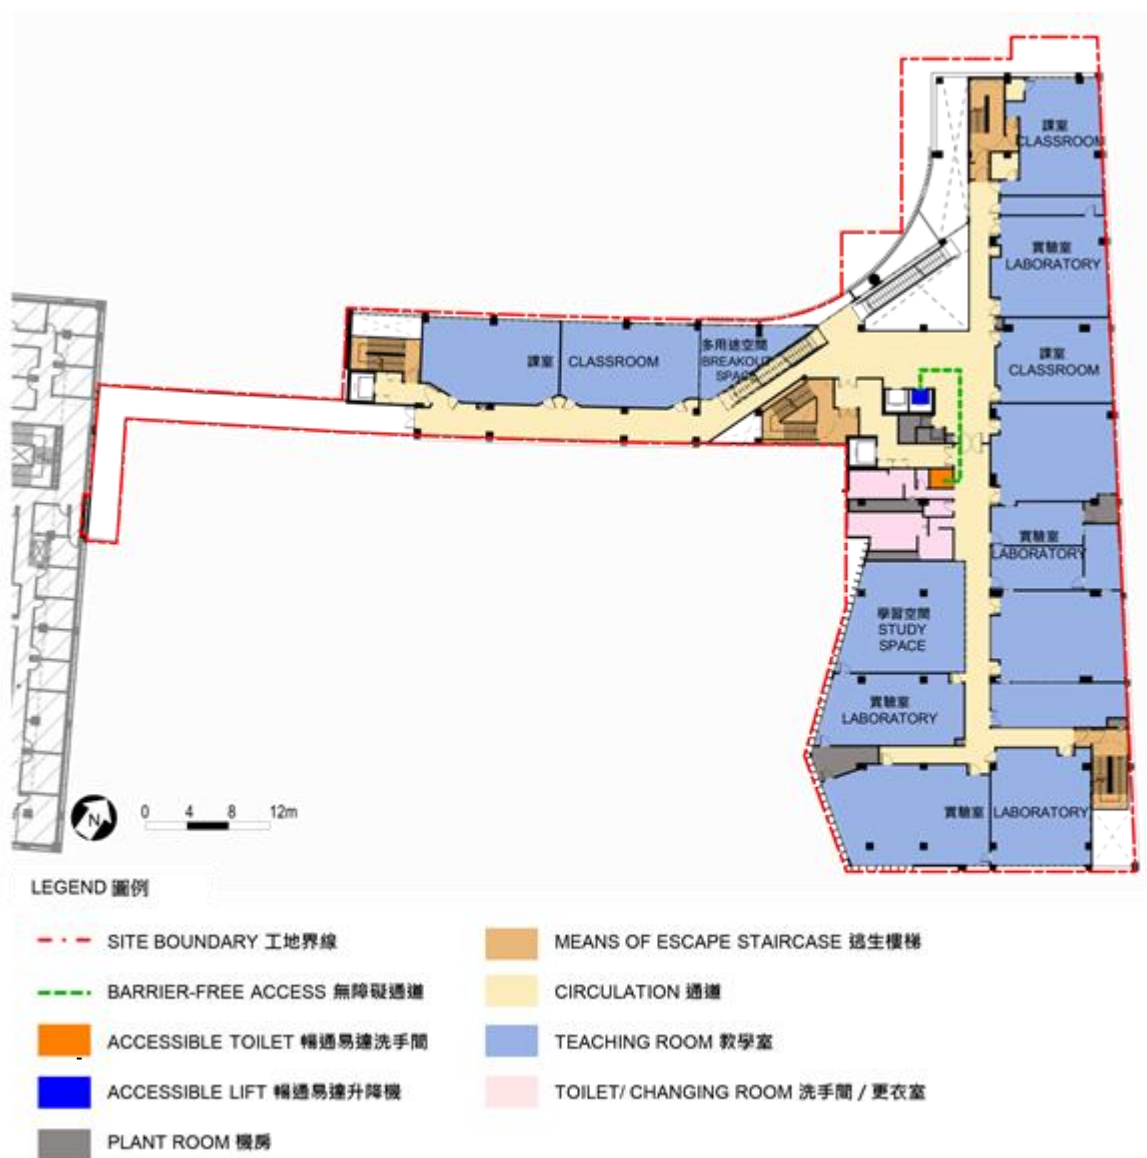 課室
CLASSROOM
實驗室
LABORATORY
課室 CLASSROOM
多用途空間
BREAKOUT
SPACE
課室
CLASSROOM
實驗室
LABORATORY
學習空間
STUDY
SPACE
實驗室
LABORATORY
實驗室 LABORATORY
N
0 4 8 12m
LEGEND 圖例
SITE BOUNDARY 工地界線
BARRIER-FREE ACCESS 無障礙通道
ACCESSIBLE TOILET 暢通易達洗手間
ACCESSIBLE LIFT 暢通易達升降機
PLANT ROOM 機房
MEANS OF ESCAPE STAIRCASE 逃生樓梯
CIRCULATION 通道
TEACHING ROOM 教學室
TOILET/ CHANGING ROOM 洗手間 / 更衣室